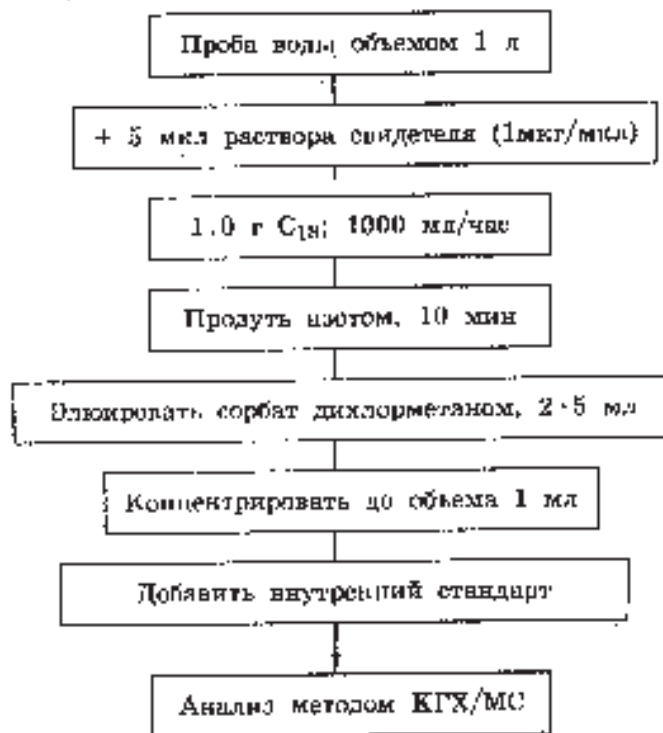 Проба воды объемом 1 л
+ 5 мкл раствора свидетеля (1мкг/мкл)
1.0 г C₁₈; 1000 мл/час
Продуть азотом, 10 мин
Элюировать сорбат дихлорметаном, 2·5 мл
Концентрировать до объема 1 мл
Добавить внутренний стандарт
Анализ методом КГХ/МС